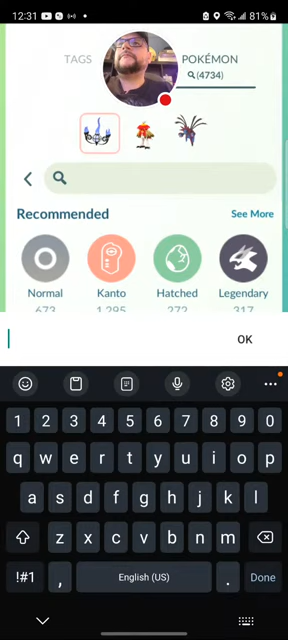 12:31
81%
TAGS
POKÉMON
(4734)
Recommended
See More
Normal
Kanto
Hatched
Legendary
673
1,295
272
317
OK
1 2 3 4 5 6 7 8 9 0
q w e r t y u i o p
a s d f g h j k l
z x c v b n m
!#1 , English (US) . Done